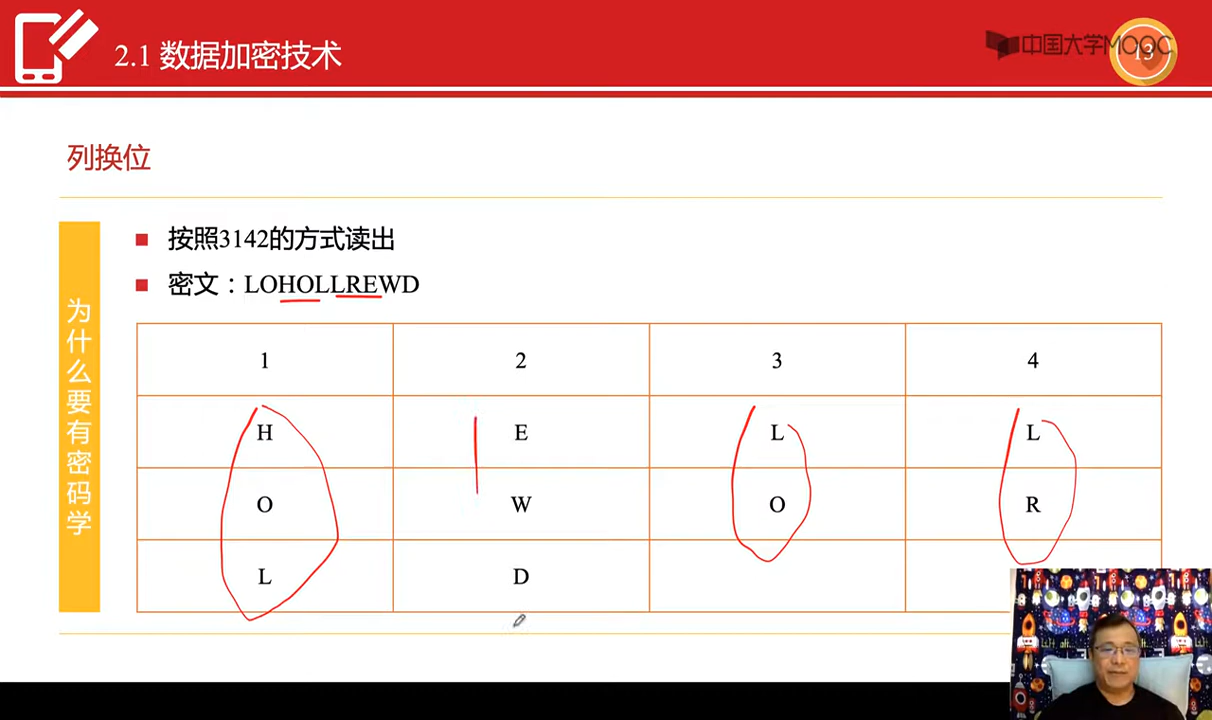 2.1 数据加密技术
中国大学MOOC
13
列换位
为什么要有密码学
■ 按照3142的方式读出
■ 密文：LOHOLLREWD
1 2 3 4
H E L L
O W O R
L D